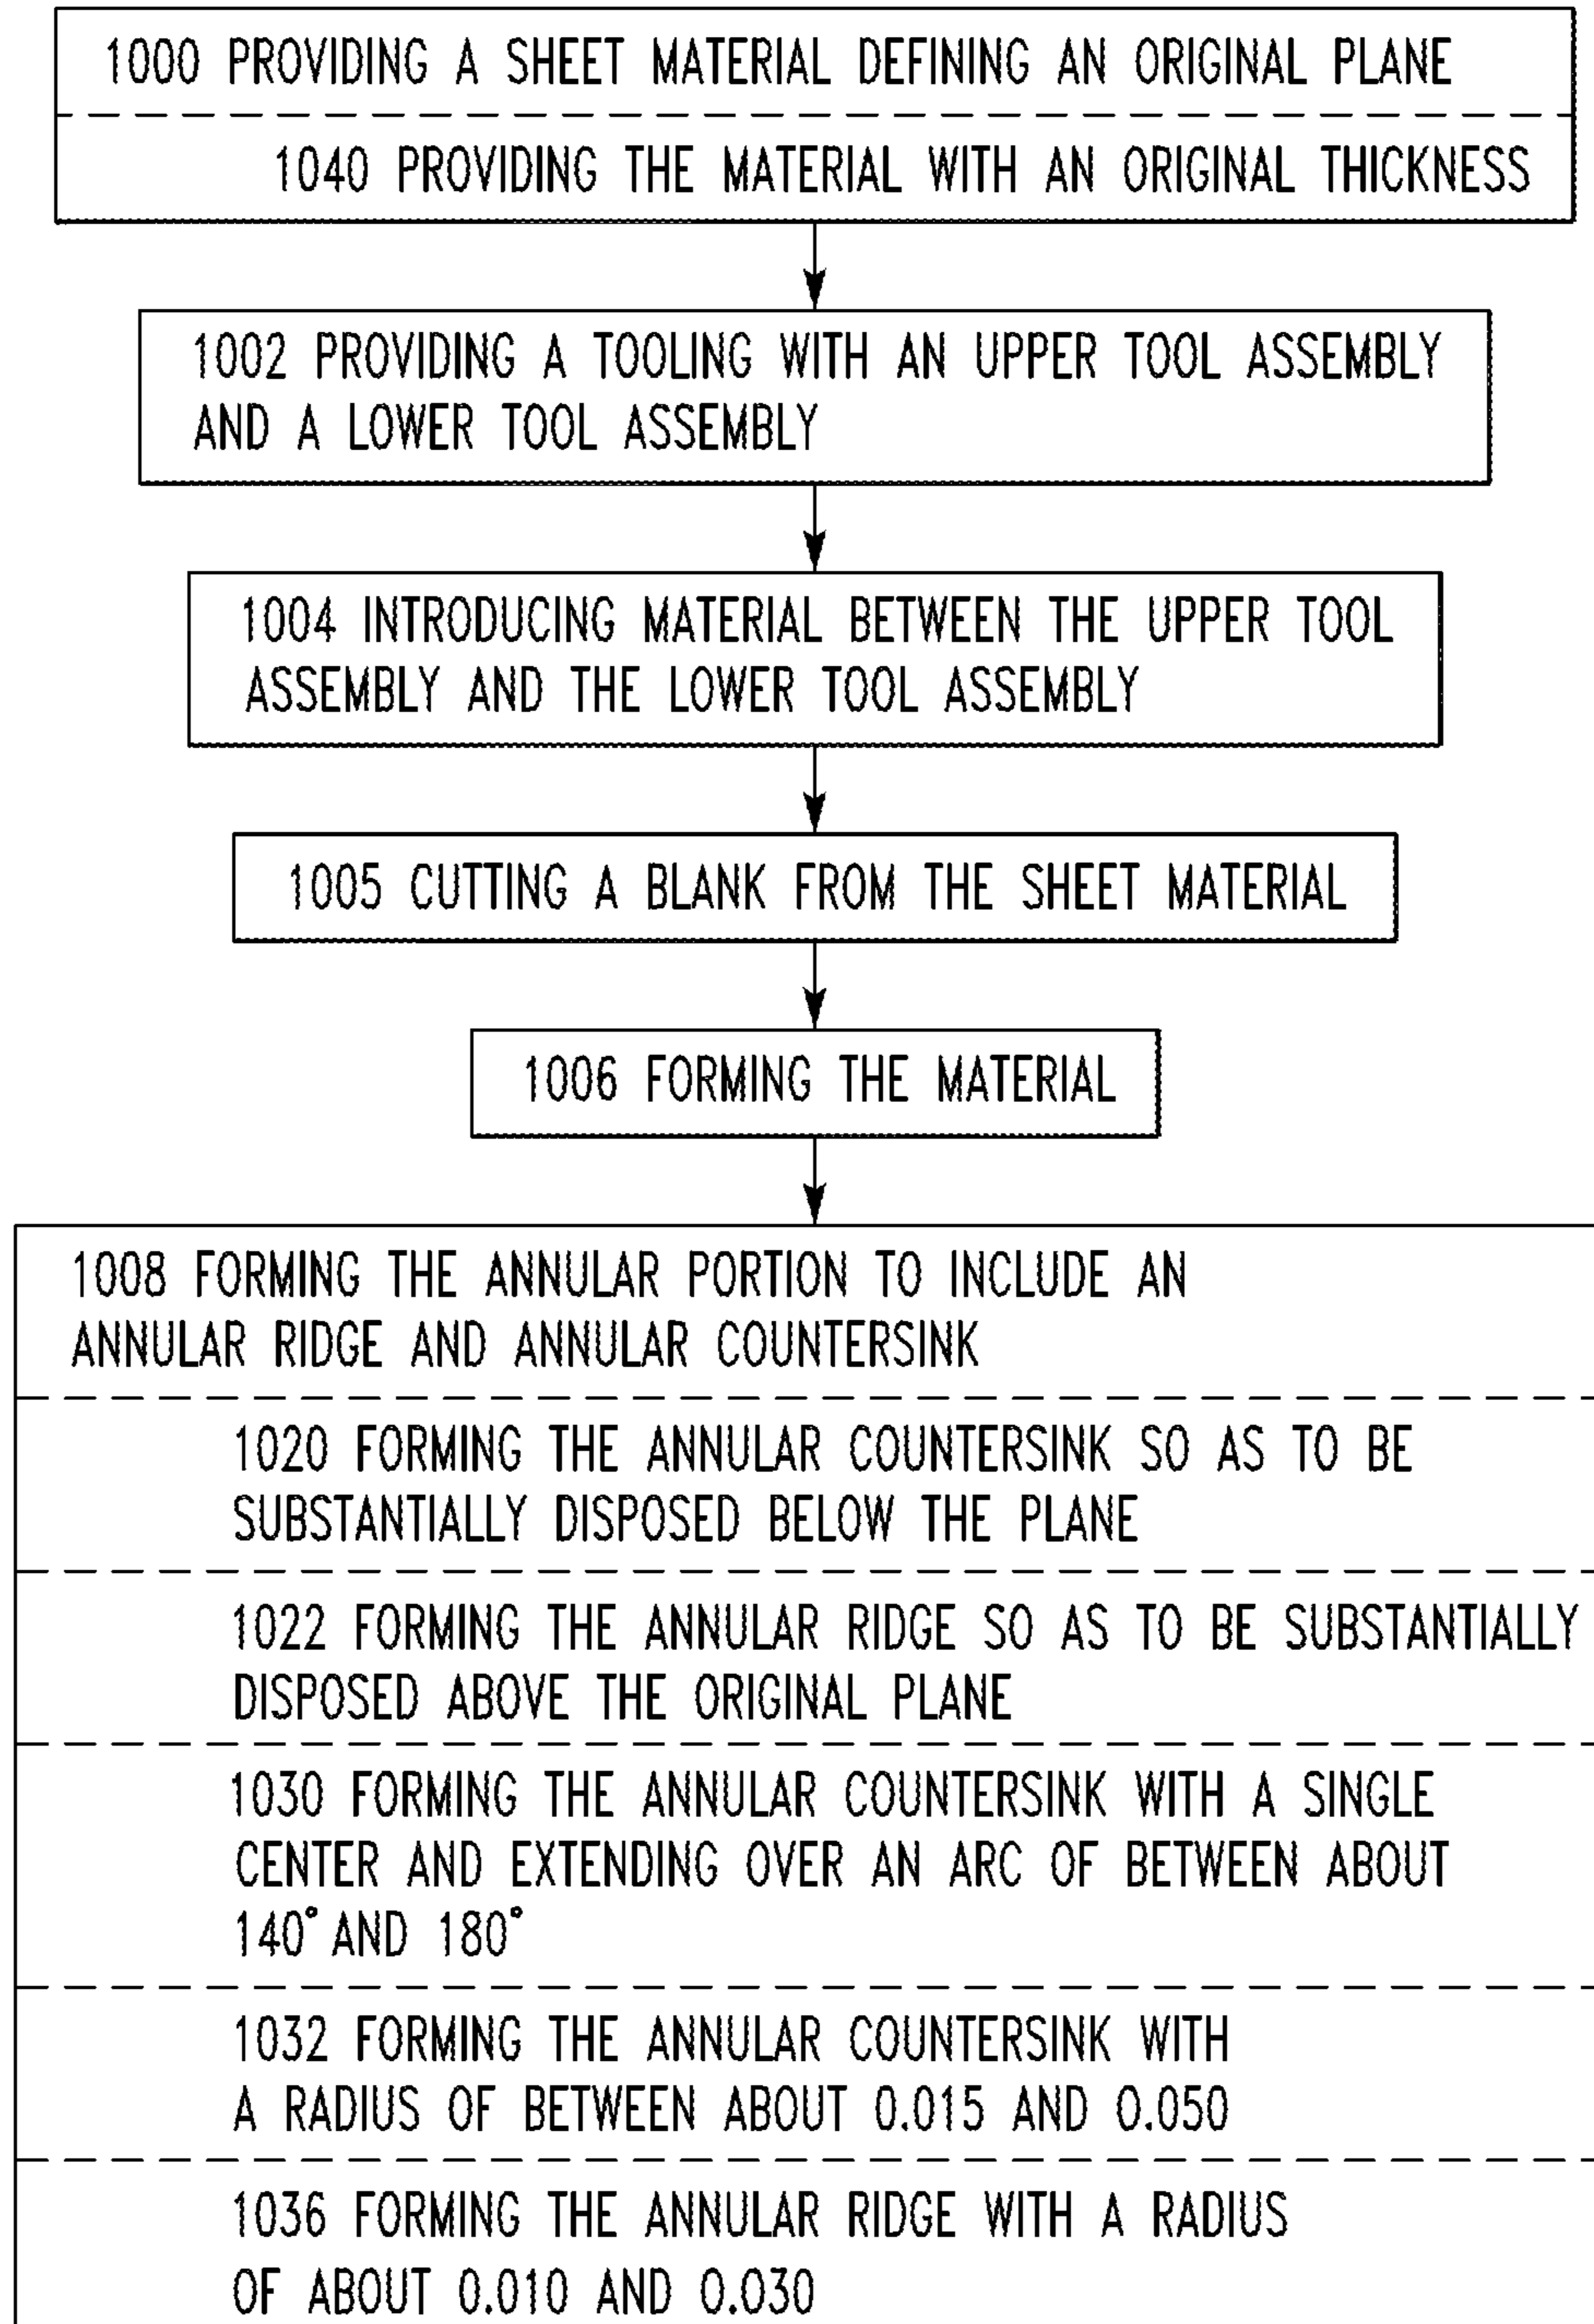 1000 PROVIDING A SHEET MATERIAL DEFINING AN ORIGINAL PLANE
1040 PROVIDING THE MATERIAL WITH AN ORIGINAL THICKNESS
1002 PROVIDING A TOOLING WITH AN UPPER TOOL ASSEMBLY
AND A LOWER TOOL ASSEMBLY
1004 INTRODUCING MATERIAL BETWEEN THE UPPER TOOL
ASSEMBLY AND THE LOWER TOOL ASSEMBLY
1005 CUTTING A BLANK FROM THE SHEET MATERIAL
1006 FORMING THE MATERIAL
1008 FORMING THE ANNULAR PORTION TO INCLUDE AN
ANNULAR RIDGE AND ANNULAR COUNTERSINK
1020 FORMING THE ANNULAR COUNTERSINK SO AS TO BE
SUBSTANTIALLY DISPOSED BELOW THE PLANE
1022 FORMING THE ANNULAR RIDGE SO AS TO BE SUBSTANTIALLY
DISPOSED ABOVE THE ORIGINAL PLANE
1030 FORMING THE ANNULAR COUNTERSINK WITH A SINGLE
CENTER AND EXTENDING OVER AN ARC OF BETWEEN ABOUT
140° AND 180°
1032 FORMING THE ANNULAR COUNTERSINK WITH
A RADIUS OF BETWEEN ABOUT 0.015 AND 0.050
1036 FORMING THE ANNULAR RIDGE WITH A RADIUS
OF ABOUT 0.010 AND 0.030